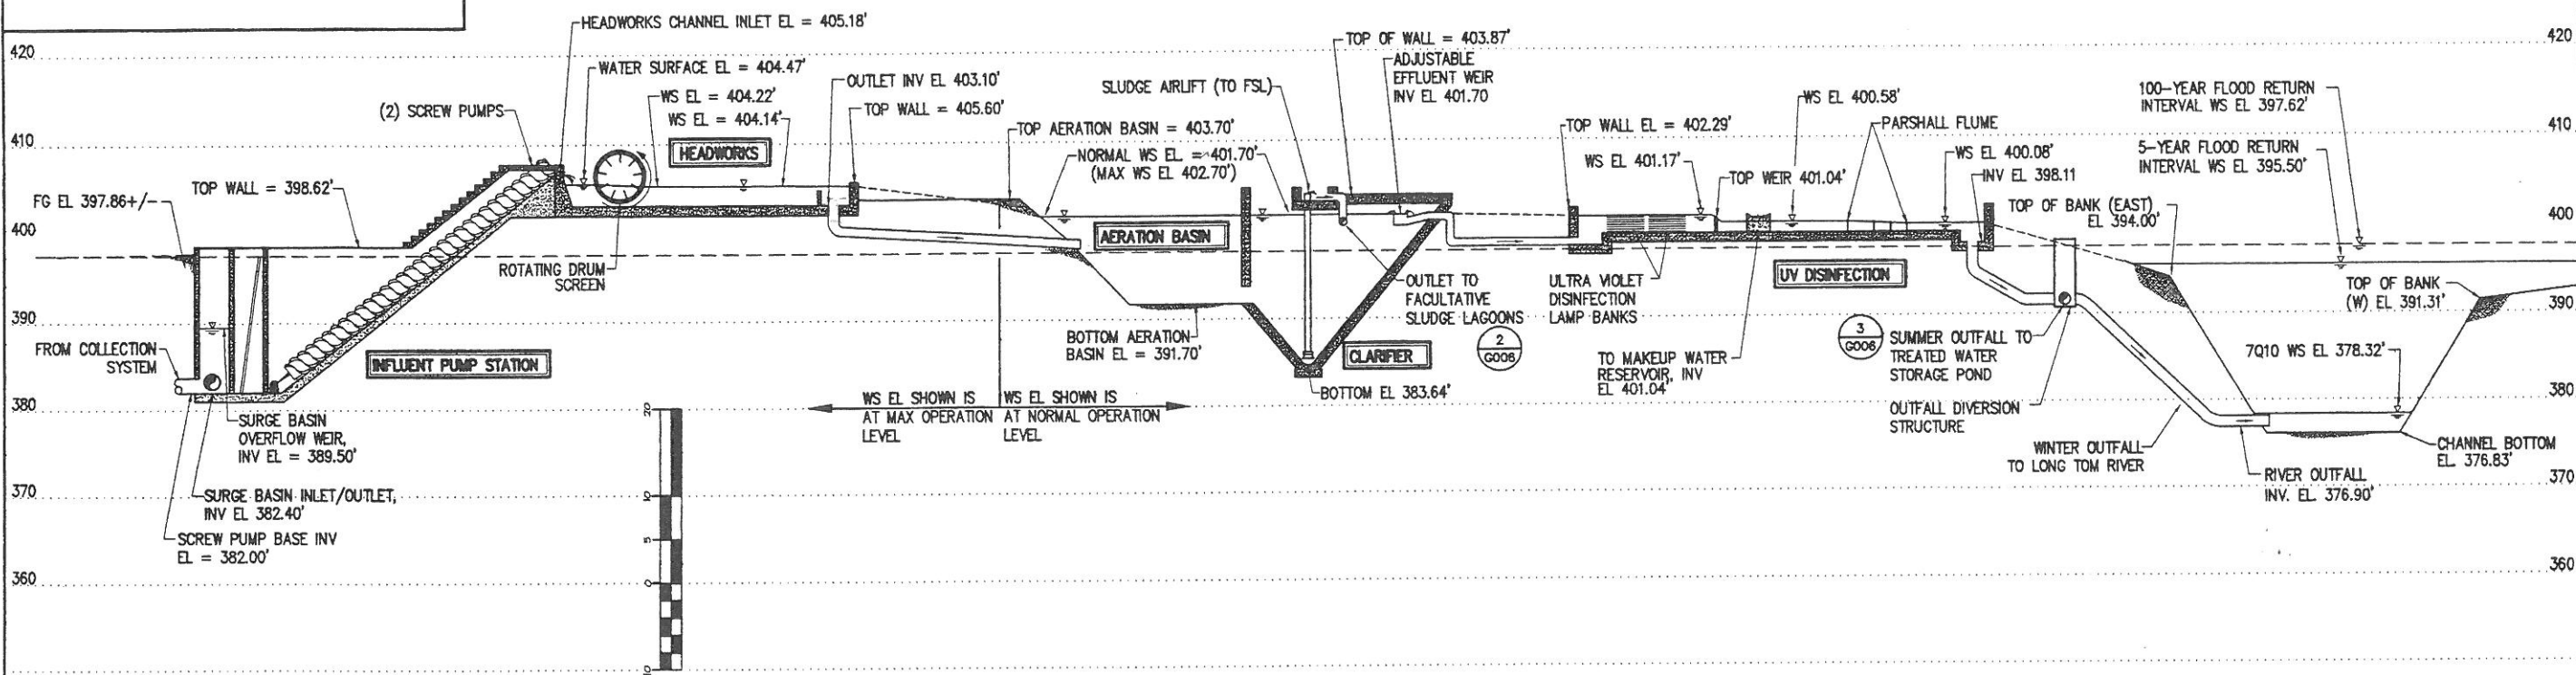 HEADWORKS CHANNEL INLET EL = 405.18'
420
WATER SURFACE EL = 404.47'
WS EL = 404.22'
WS EL = 404.14'
OUTLET INV EL 403.10'
TOP WALL = 405.60'
(2) SCREW PUMPS
410
HEADWORKS
FG EL 397.86+/-
TOP WALL = 398.62'
400
ROTATING DRUM
SCREEN
390
FROM COLLECTION
SYSTEM
INFLUENT PUMP STATION
380
SURGE BASIN
OVERFLOW WEIR,
INV EL = 389.50'
370
SURGE BASIN INLET/OUTLET,
INV EL 382.40'
SCREW PUMP BASE INV
EL = 382.00'
360
20
10
5
0
10
TOP AERATION BASIN = 403.70'
NORMAL WS EL. = 401.70'
(MAX WS EL 402.70')
AERATION BASIN
BOTTOM AERATION
BASIN EL = 391.70'
WS EL SHOWN IS
AT MAX OPERATION
LEVEL
WS EL SHOWN IS
AT NORMAL OPERATION
LEVEL
SLUDGE AIRLIFT (TO FSL)
TOP OF WALL = 403.87'
ADJUSTABLE
EFFLUENT WEIR
INV EL 401.70
OUTLET TO
FACULTATIVE
SLUDGE LAGOONS
2
G006
CLARIFIER
BOTTOM EL 383.64'
TOP WALL EL = 402.29'
WS EL 401.17'
TOP WEIR 401.04'
WS EL 400.58'
PARSHALL FLUME
WS EL 400.08'
INV EL 398.11
ULTRA VIOLET
DISINFECTION
LAMP BANKS
UV DISINFECTION
TO MAKEUP WATER
RESERVOIR, INV
EL 401.04'
3
G006
SUMMER OUTFALL TO
TREATED WATER
STORAGE POND
OUTFALL DIVERSION
STRUCTURE
WINTER OUTFALL
TO LONG TOM RIVER
100-YEAR FLOOD RETURN
INTERVAL WS EL 397.62'
5-YEAR FLOOD RETURN
INTERVAL WS EL 395.50'
TOP OF BANK (EAST)
EL 394.00'
TOP OF BANK
(W) EL 391.31'
7Q10 WS EL 378.32'
CHANNEL BOTTOM
EL 376.83'
RIVER OUTFALL
INV. EL 376.90'
420
410
400
390
380
370
360